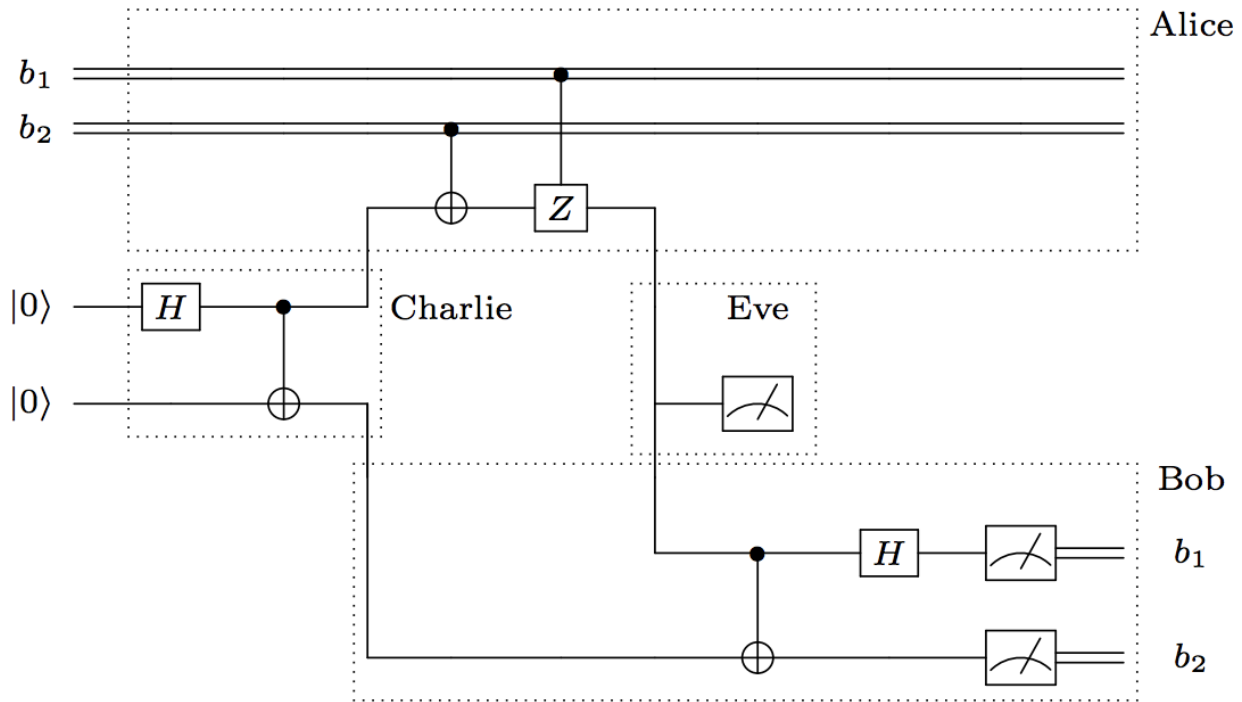 Alice
b₁
b₂
Z
|0⟩ H Charlie Eve
|0⟩
Bob
H b₁
b₂